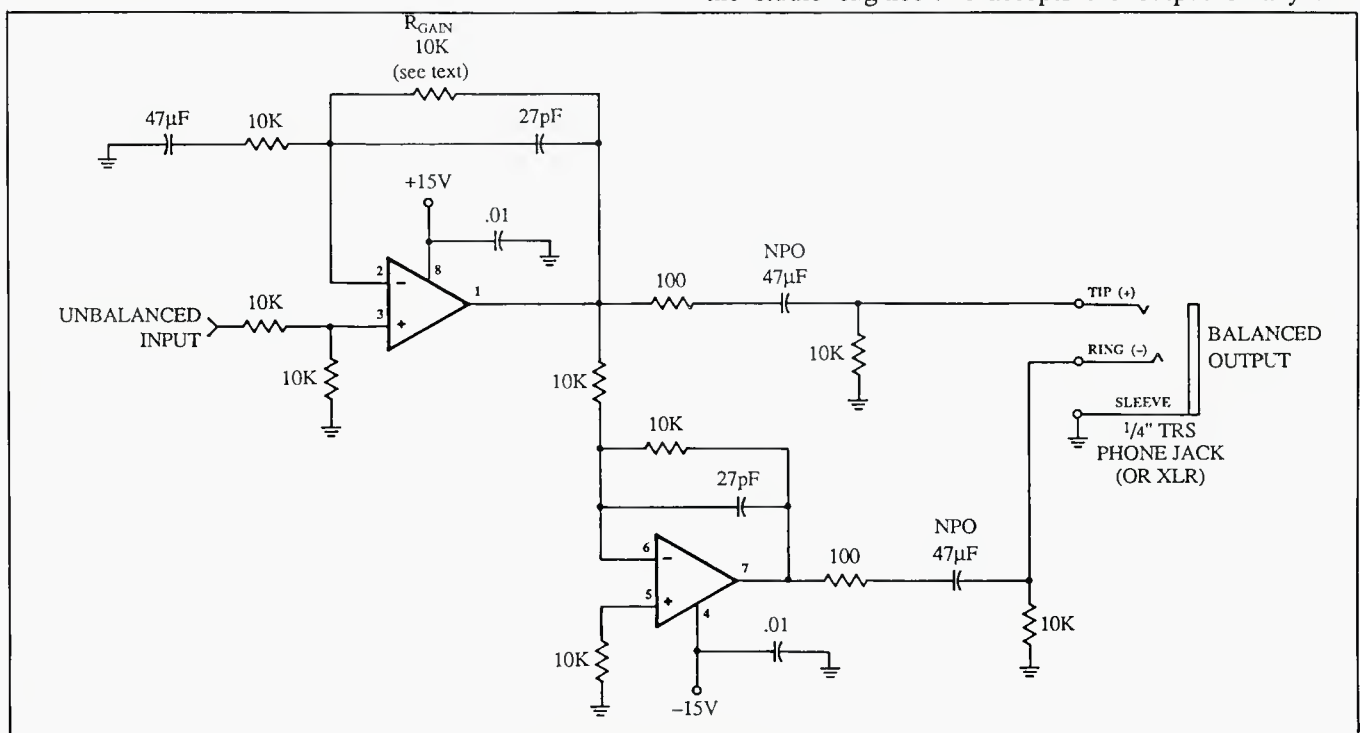 R_GAIN
10K
(see text)
47µF
10K
27pF
+15V
.01
2
8
1
3
UNBALANCED
INPUT
10K
10K
100
NPO
47µF
10K
TIP (+)
RING (–)
SLEEVE
BALANCED
OUTPUT
1/4" TRS
PHONE JACK
(OR XLR)
10K
10K
27pF
6
7
5
4
100
NPO
47µF
10K
10K
.01
–15V